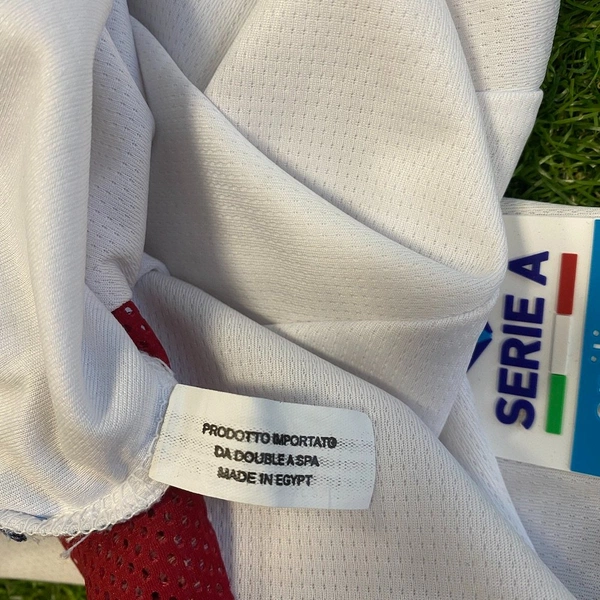 PRODOTTO IMPORTATO
DA DOUBLE A SPA
MADE IN EGYPT
SERIE A